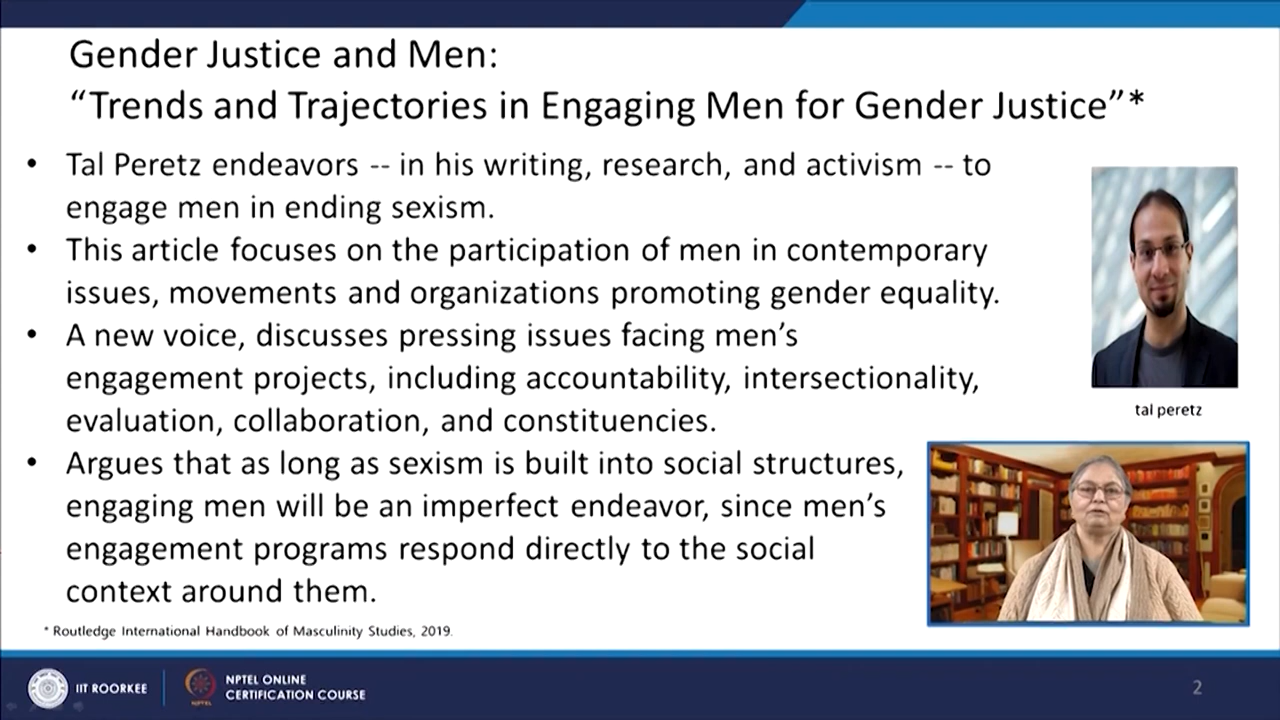 Gender Justice and Men:
“Trends and Trajectories in Engaging Men for Gender Justice”*
• Tal Peretz endeavors -- in his writing, research, and activism -- to
engage men in ending sexism.
• This article focuses on the participation of men in contemporary
issues, movements and organizations promoting gender equality.
• A new voice, discusses pressing issues facing men’s
engagement projects, including accountability, intersectionality,
evaluation, collaboration, and constituencies.
• Argues that as long as sexism is built into social structures,
engaging men will be an imperfect endeavor, since men’s
engagement programs respond directly to the social
context around them.
tal peretz
* Routledge International Handbook of Masculinity Studies, 2019.
IIT ROORKEE
NPTEL
NPTEL ONLINE
CERTIFICATION COURSE
2